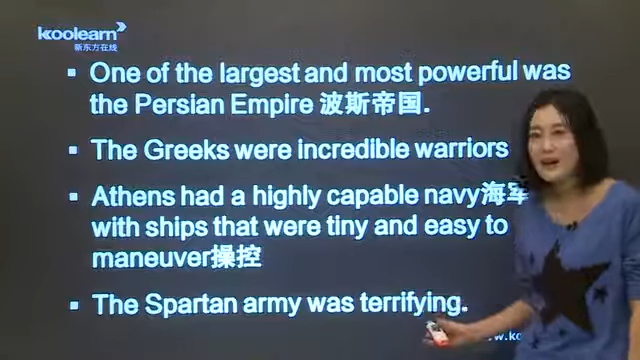 koolearn
新东方在线
▪ One of the largest and most powerful was
the Persian Empire 波斯帝国.
▪ The Greeks were incredible warriors
▪ Athens had a highly capable navy海军
with ships that were tiny and easy to
maneuver操控
▪ The Spartan army was terrifying.